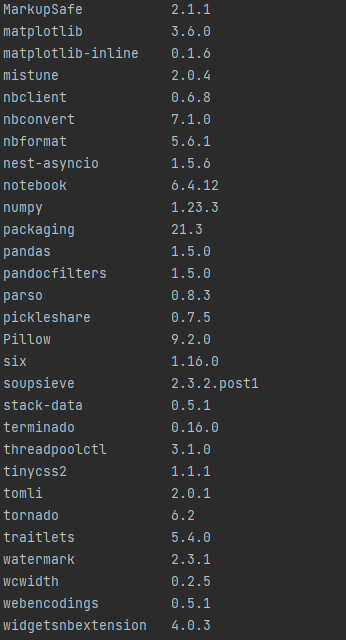 MarkupSafe 2.1.1
matplotlib 3.6.0
matplotlib-inline 0.1.6
mistune 2.0.4
nbclient 0.6.8
nbconvert 7.1.0
nbformat 5.6.1
nest-asyncio 1.5.6
notebook 6.4.12
numpy 1.23.3
packaging 21.3
pandas 1.5.0
pandocfilters 1.5.0
parso 0.8.3
pickleshare 0.7.5
Pillow 9.2.0
six 1.16.0
soupsieve 2.3.2.post1
stack-data 0.5.1
terminado 0.16.0
threadpoolctl 3.1.0
tinycss2 1.1.1
tomli 2.0.1
tornado 6.2
traitlets 5.4.0
watermark 2.3.1
wcwidth 0.2.5
webencodings 0.5.1
widgetsnbextension 4.0.3